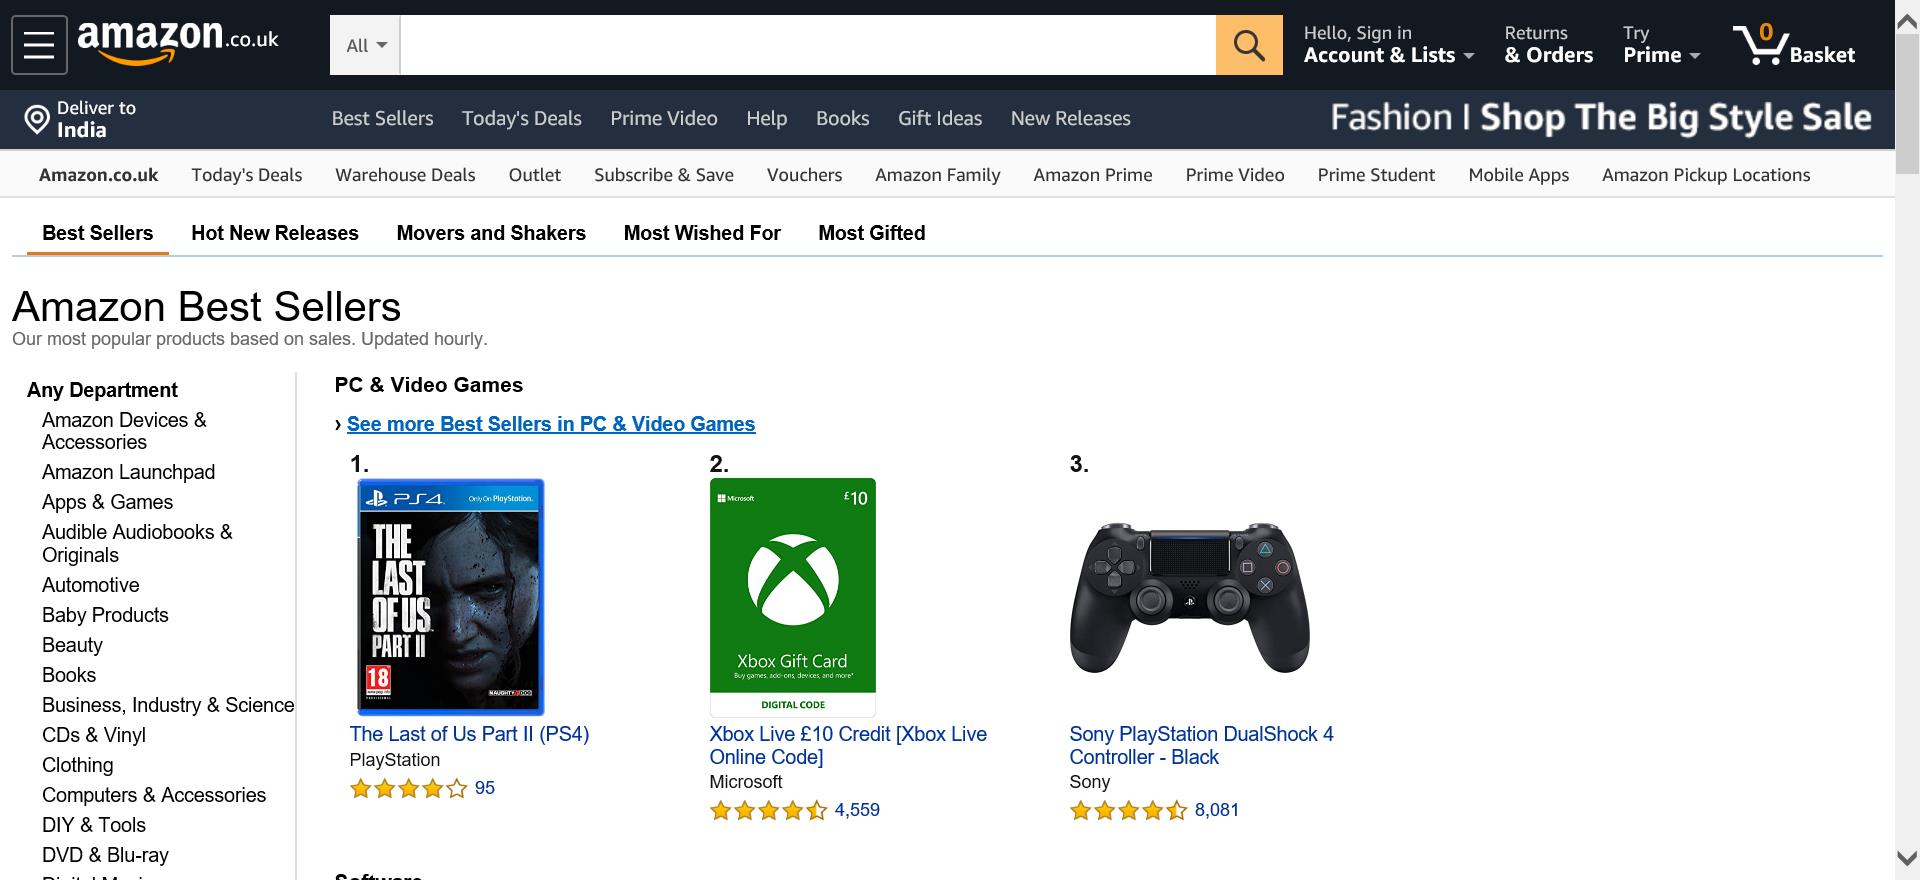 amazon.co.uk
All
Hello, Sign in
Account & Lists
Returns
& Orders
Try
Prime
0
Basket
Deliver to
India
Best Sellers
Today's Deals
Prime Video
Help
Books
Gift Ideas
New Releases
Fashion I Shop The Big Style Sale
Amazon.co.uk
Today's Deals
Warehouse Deals
Outlet
Subscribe & Save
Vouchers
Amazon Family
Amazon Prime
Prime Video
Prime Student
Mobile Apps
Amazon Pickup Locations
Best Sellers
Hot New Releases
Movers and Shakers
Most Wished For
Most Gifted
Amazon Best Sellers
Our most popular products based on sales. Updated hourly.
Any Department
Amazon Devices &
Accessories
Amazon Launchpad
Apps & Games
Audible Audiobooks &
Originals
Automotive
Baby Products
Beauty
Books
Business, Industry & Science
CDs & Vinyl
Clothing
Computers & Accessories
DIY & Tools
DVD & Blu-ray
PC & Video Games
› See more Best Sellers in PC & Video Games
1.
PS4
Only On PlayStation.
THE
LAST
OF US
PART II
18
NAUGHTY DOG
The Last of Us Part II (PS4)
PlayStation
95
2.
Microsoft
£10
Xbox Gift Card
Buy games, add-ons, devices, and more*
DIGITAL CODE
Xbox Live £10 Credit [Xbox Live
Online Code]
Microsoft
4,559
3.
Sony PlayStation DualShock 4
Controller - Black
Sony
8,081
Software